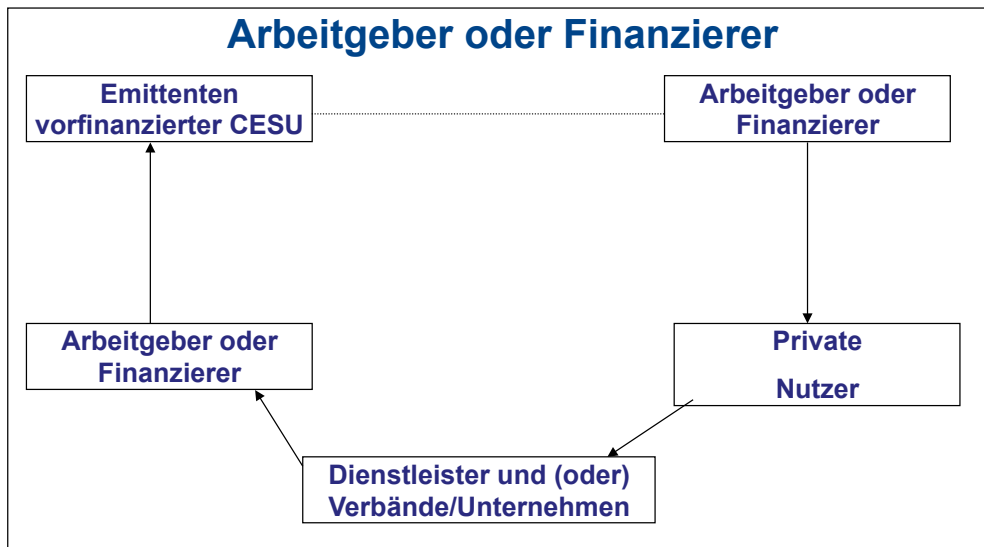 Arbeitgeber oder Finanzierer
Emittenten
vorfinanzierter CESU
Arbeitgeber oder
Finanzierer
Arbeitgeber oder
Finanzierer
Private
Nutzer
Dienstleister und (oder)
Verbände/Unternehmen